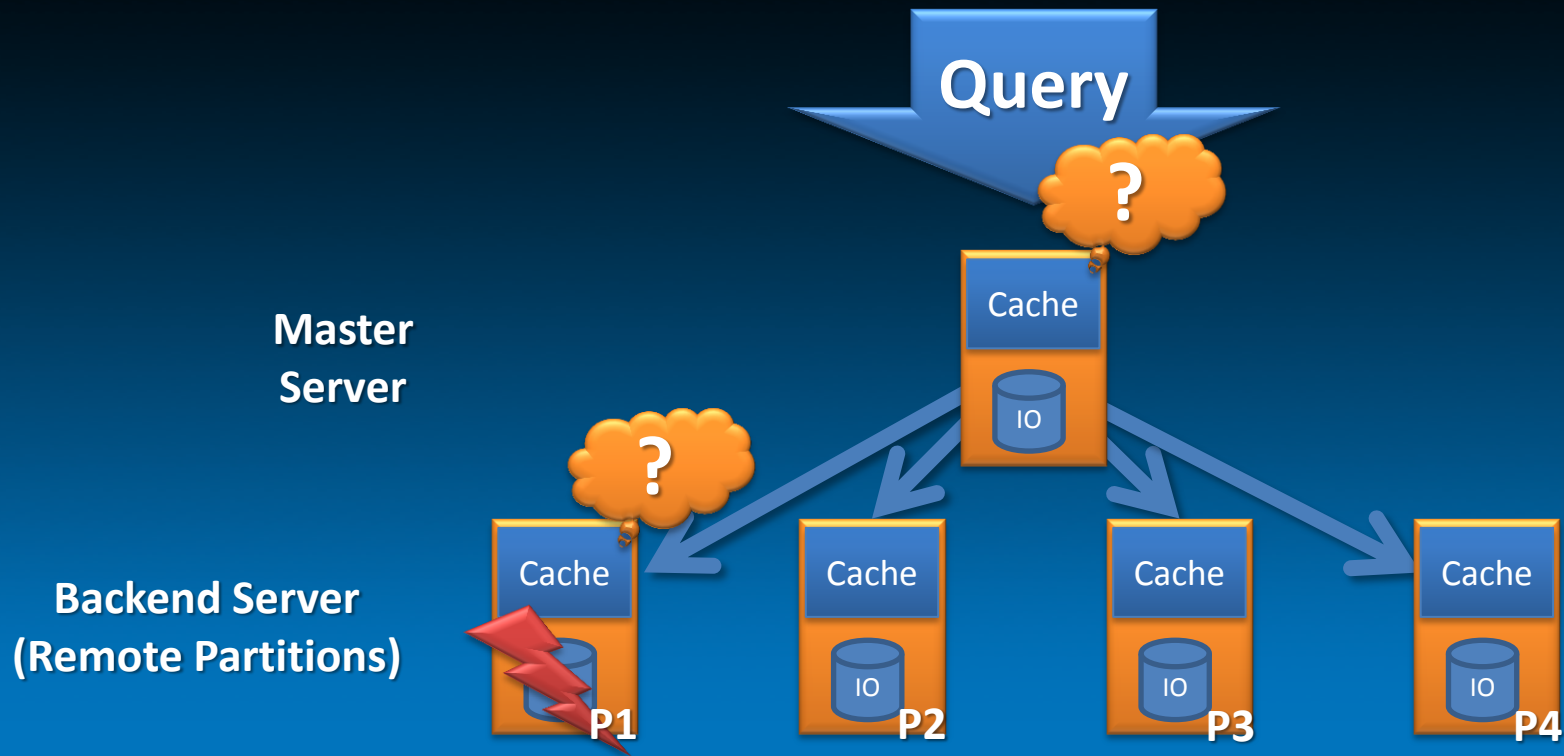 Query
?
Cache
Master
Server
IO
?
Cache
Cache
Cache
Cache
Backend Server
(Remote Partitions)
IO
IO
IO
P1
P2
P3
P4